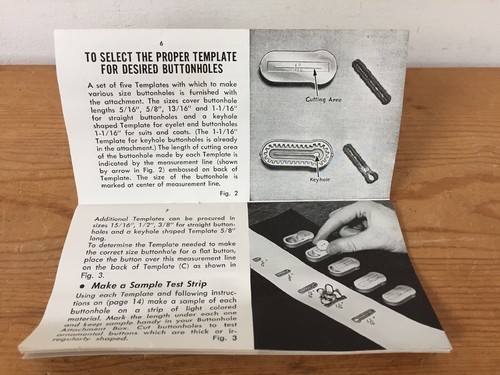 6
TO SELECT THE PROPER TEMPLATE
FOR DESIRED BUTTONHOLES
A set of five Templates with which to make
various size buttonholes is furnished with
the attachment. The sizes cover buttonhole
lengths 5/16", 5/8", 13/16" and 1-1/16"
for straight buttonholes and a keyhole
shaped Template for eyelet end buttonholes
1-1/16" for suits and coats. (The 1-1/16"
Template for keyhole buttonholes is already
in the attachment.) The length of cutting area
of the buttonhole made by each Template is
indicated by the measurement line (shown
by arrow in Fig. 2) embossed on back of
Template. The size of the buttonhole is
marked at center of measurement line.
Fig. 2
Cutting Area
Keyhole
7
Additional Templates can be procured in
sizes 15/16", 1/2", 3/8" for straight button-
holes and a keyhole shaped Template 5/8"
long.
To determine the Template needed to make
the correct size buttonhole for a flat button,
place the button over this measurement line
on the back of Template (C) as shown in
Fig. 3.
• Make a Sample Test Strip
Using each Template and following instruc-
tions on (page 14) make a sample of each
buttonhole on a strip of light colored
material. Mark the length under each one
and keep sample handy in your Buttonhole
Attachment Box. Cut buttonholes to test
ornamental buttons which are thick or ir-
regularly shaped.
Fig. 3